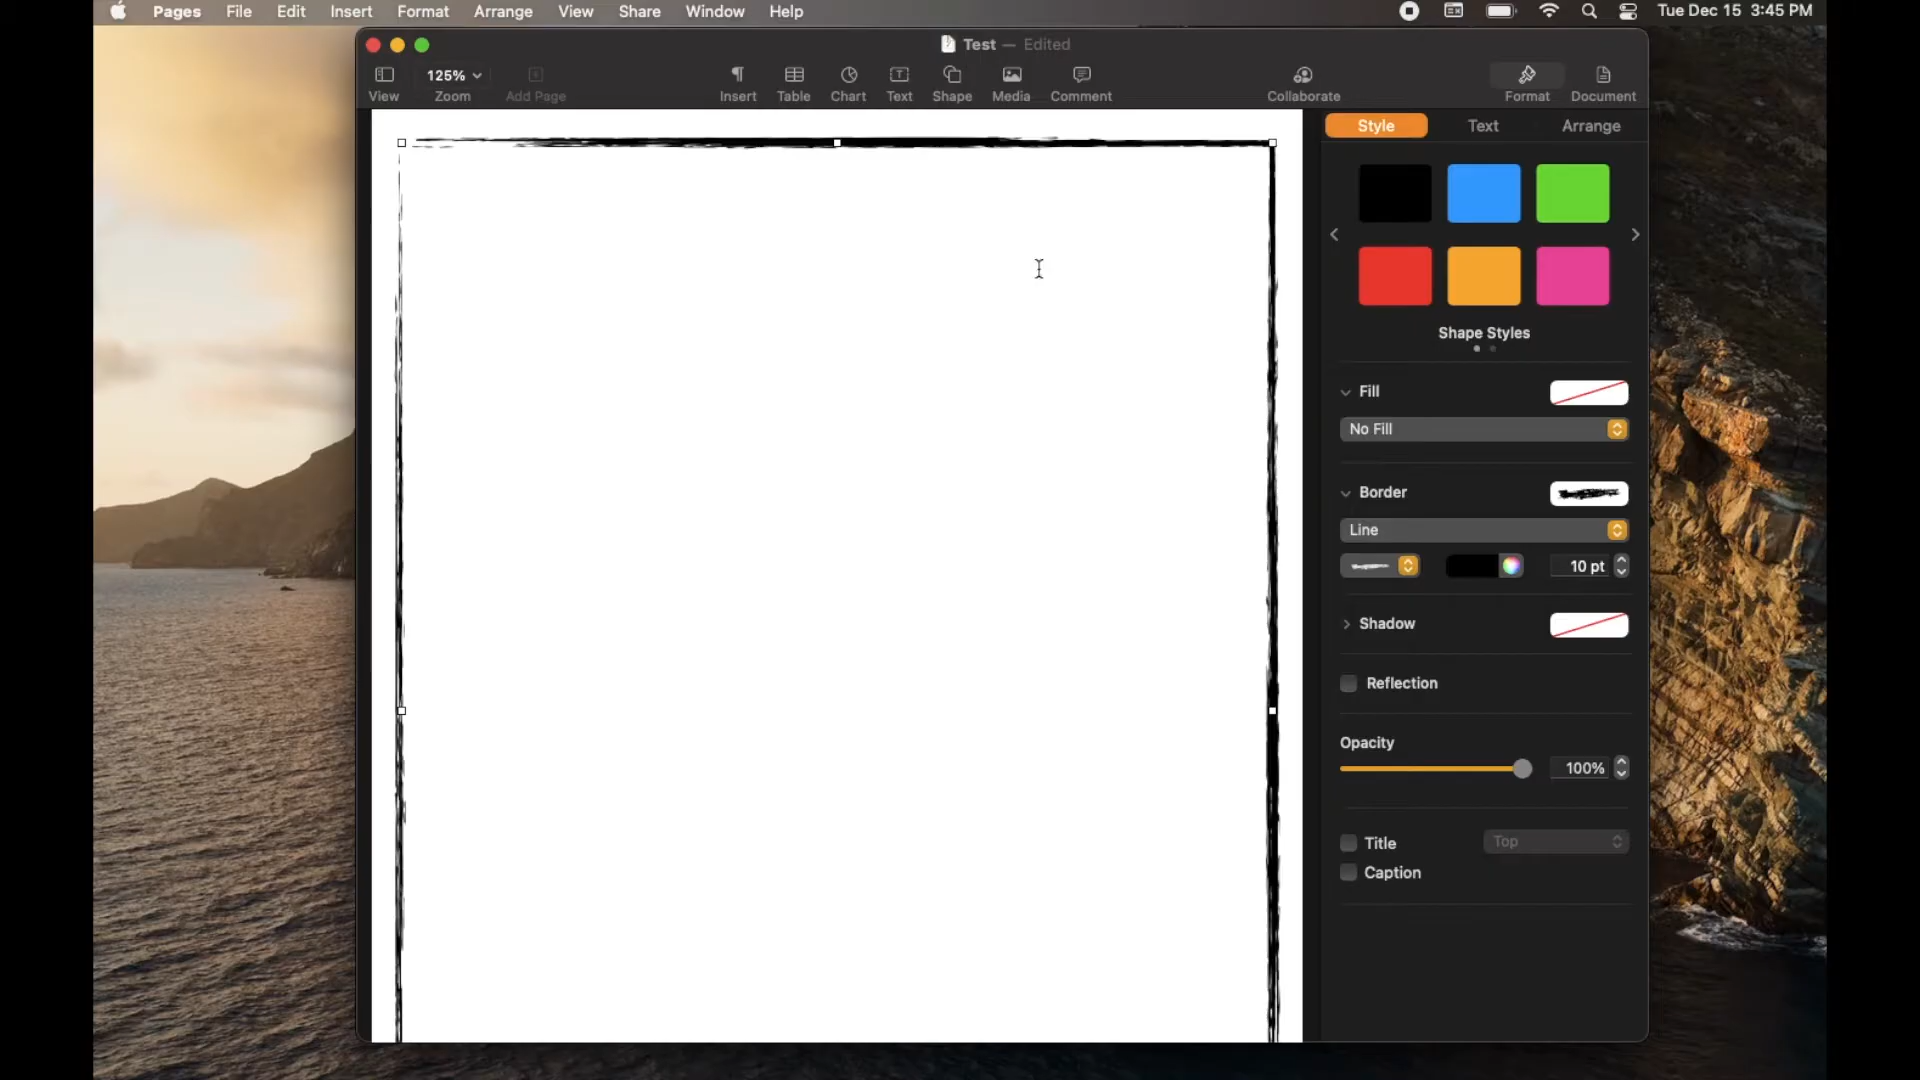 Pages File Edit Insert Format Arrange View Share Window Help Tue Dec 15 3:45 PM
Test — Edited
125%
View Zoom Add Page Insert Table Chart Text Shape Media Comment Collaborate Format Document
Style Text Arrange
Shape Styles
Fill
No Fill
Border
Line
10 pt
Shadow
Reflection
Opacity
100%
Title Top
Caption